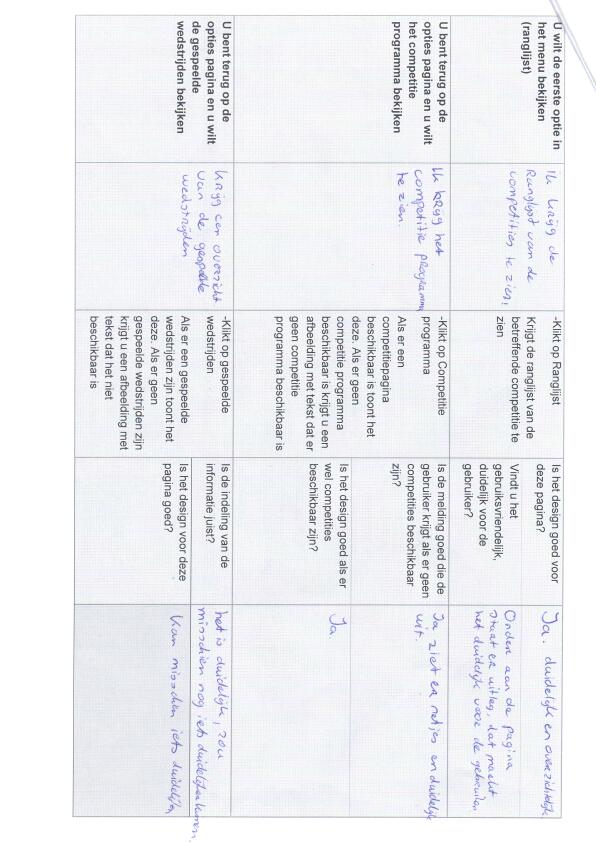 U wilt de eerste optie in
het menu bekijken
(ranglijst)
Ik krijg de
Ranglijst van de
competities te zien.
-Klikt op Ranglijst
Krijgt de ranglijst van de
betreffende competitie te
zien
Is het design goed voor
deze pagina?
Ja. duidelijk en overzichtelijk
Vindt u het
gebruiksvriendelijk,
duidelijk voor de
gebruiker?
Onder aan de pagina
staat er uitleg, dat maakt
het duidelijk voor de gebruiker
U bent terug op de
opties pagina en u wilt
het competitie
programma bekijken
Ik krijg het
competitie programma
te zien.
-Klikt op Competitie
programma
Als er een
competitiepagina
beschikbaar is toont het
deze. Als er geen
competitie programma
beschikbaar is krijgt u een
afbeelding met tekst dat er
geen competitie
programma beschikbaar is
Is de melding goed die de
gebruiker krijgt als er geen
competities beschikbaar
zijn?
Ja ziet er netjes en duidelijk
uit.
Is het design goed als er
wel competities
beschikbaar zijn?
Ja
U bent terug op de
opties pagina en u wilt
de gespeelde
wedstrijden bekijken
Krijg een overzicht
van de gespeelde
wedstrijden
-Klikt op gespeelde
wedstrijden
Als er een gespeelde
wedstrijden zijn toont het
deze. Als er geen
gespeelde wedstrijden zijn
krijgt u een afbeelding met
tekst dat het niet
beschikbaar is
Is de indeling van de
informatie juist?
het is duidelijk, zou
misschien nog iets duidelijker kunnen.
Is het design voor deze
pagina goed?
Kan misschien iets duidelijker